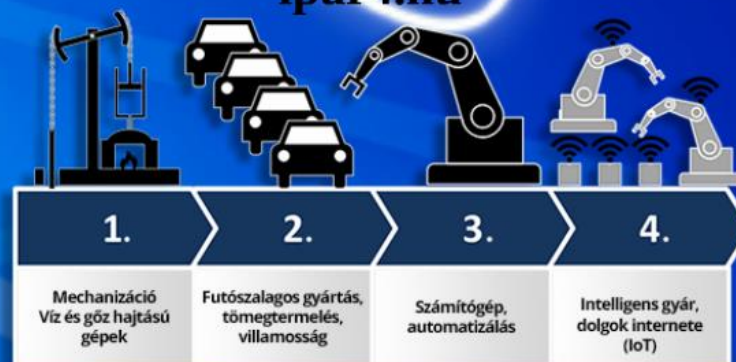 1.
2.
3.
4.
Mechanizáció
Víz és gőz hajtású
gépek
Futószalagos gyártás,
tömegtermelés,
villamosság
Számítógép,
automatizálás
Intelligens gyár,
dolgok internete
(IoT)